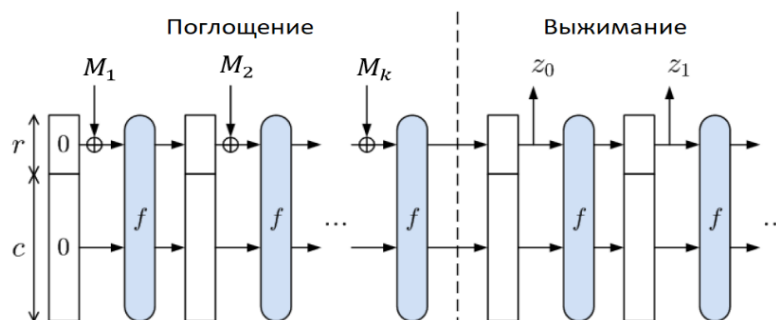 Поглощение Выжимание
M₁ M₂ Mₖ z₀ z₁
r 0 f f f f f
... ...
c 0